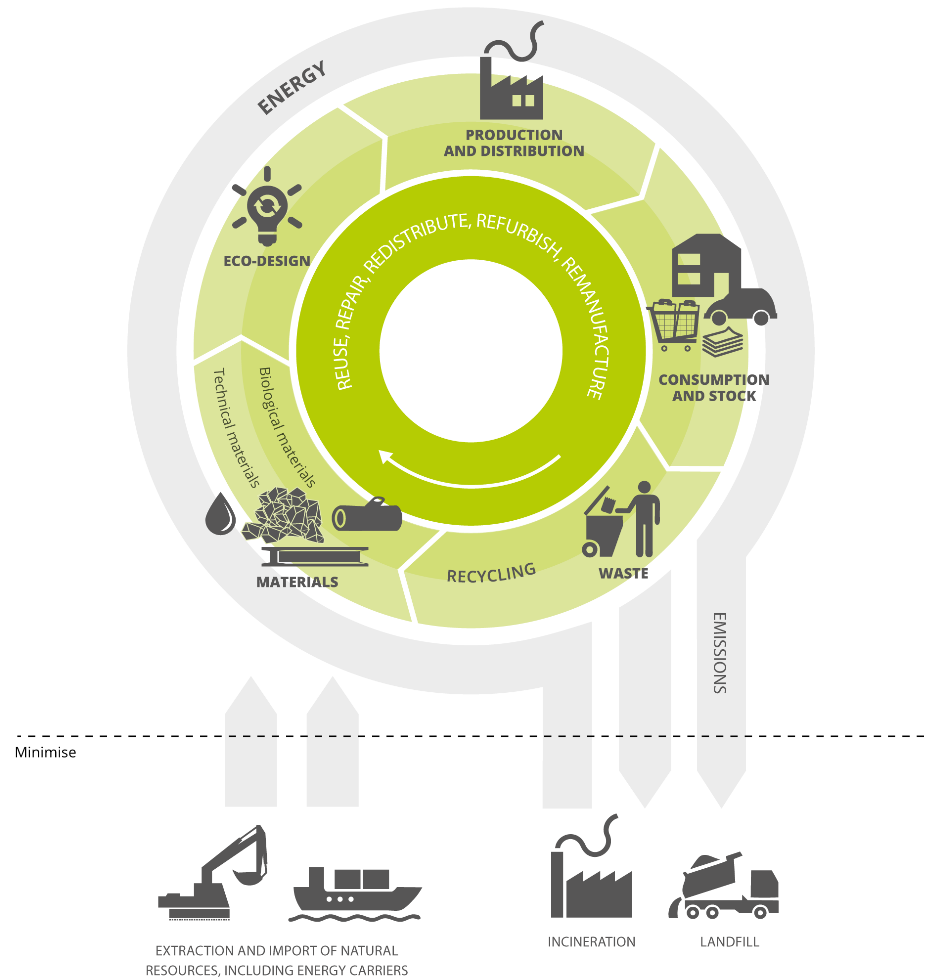 ENERGY
PRODUCTION
AND DISTRIBUTION
ECO-DESIGN
REUSE, REPAIR, REDISTRIBUTE, REFURBISH, REMANUFACTURE
CONSUMPTION
AND STOCK
Technical materials
Biological materials
MATERIALS
RECYCLING
WASTE
EMISSIONS
Minimise
EXTRACTION AND IMPORT OF NATURAL
RESOURCES, INCLUDING ENERGY CARRIERS
INCINERATION
LANDFILL